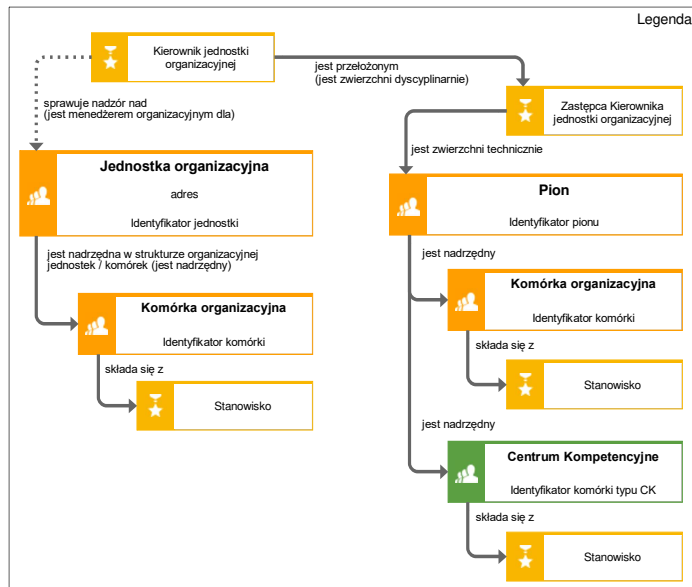 Legenda
Kierownik jednostki
organizacyjnej
jest przełożonym
(jest zwierzchni dyscyplinarnie)
Zastępca Kierownika
jednostki organizacyjnej
sprawuje nadzór nad
(jest menedżerem organizacyjnym dla)
jest zwierzchni technicznie
Jednostka organizacyjna
adres
Identyfikator jednostki
Pion
Identyfikator pionu
jest nadrzędna w strukturze organizacyjnej
jednostek / komórek (jest nadrzędny)
jest nadrzędny
Komórka organizacyjna
Identyfikator komórki
Komórka organizacyjna
Identyfikator komórki
składa się z
Stanowisko
składa się z
Stanowisko
jest nadrzędny
Centrum Kompetencyjne
Identyfikator komórki typu CK
składa się z
Stanowisko